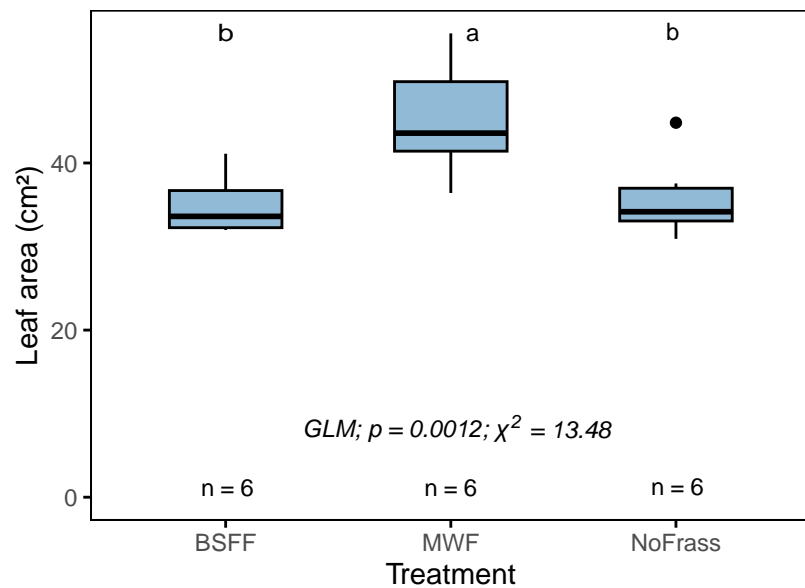 b a b
Leaf area (cm²)
40
20
0
GLM; p = 0.0012; χ² = 13.48
n = 6 n = 6 n = 6
BSFF MWF NoFrass
Treatment